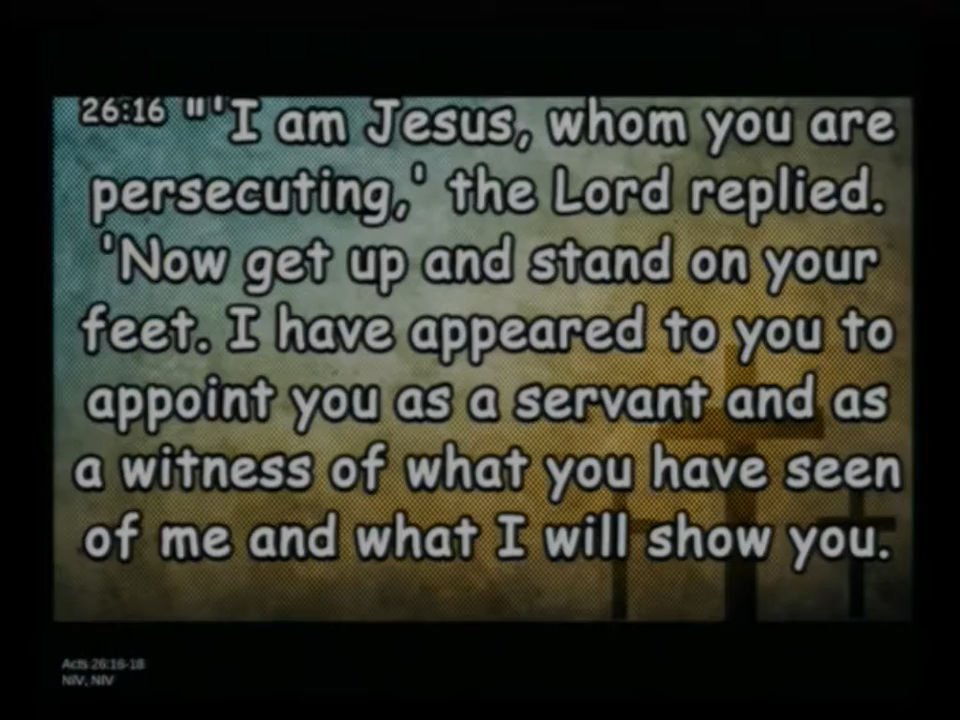 26:16 "'I am Jesus, whom you are
persecuting,' the Lord replied.
'Now get up and stand on your
feet. I have appeared to you to
appoint you as a servant and as
a witness of what you have seen
of me and what I will show you.
Acts 26:16-18
NIV, NIV